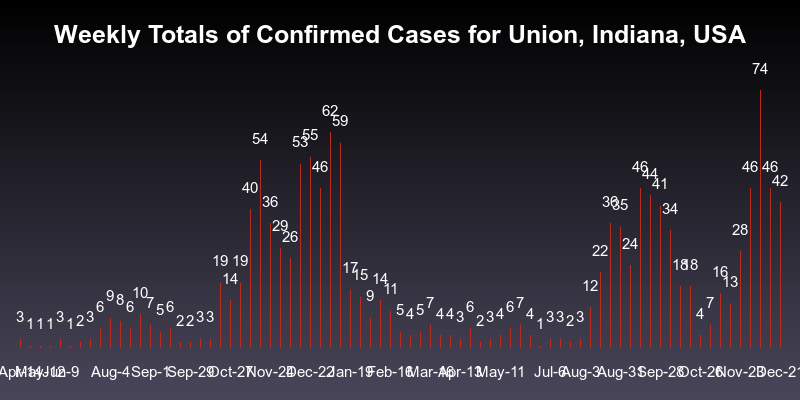 Weekly Totals of Confirmed Cases for Union, Indiana, USA
74
62 59
54 53 55
46 46 44 46 46
40 41 42
36 36 35 34
29 26 28
19 14 19 22 24
17 15 14 18 18 16 13
3 1 1 1 3 1 2 3 6 9 8 6 10 7 5 6 2 2 3 3 9 11 5 4 5 7 4 4 3 6 2 3 4 6 7 4 1 3 3 2 3 12 4 7
Apr-14 May-12 Jun-9 Aug-4 Sep-1 Sep-29 Oct-27 Nov-24 Dec-22 Jan-19 Feb-16 Mar-16 Apr-13 May-11 Jul-6 Aug-3 Aug-31 Sep-28 Oct-26 Nov-23 Dec-21